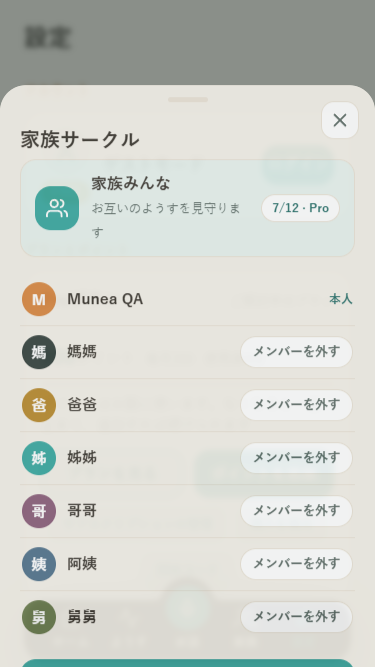 設定
家族サークル
家族みんな
お互いのようすを見守りま
す
7/12 · Pro
M Munea QA 本人
媽 媽媽 メンバーを外す
爸 爸爸 メンバーを外す
姊 姊姊 メンバーを外す
哥 哥哥 メンバーを外す
姨 阿姨 メンバーを外す
舅 舅舅 メンバーを外す